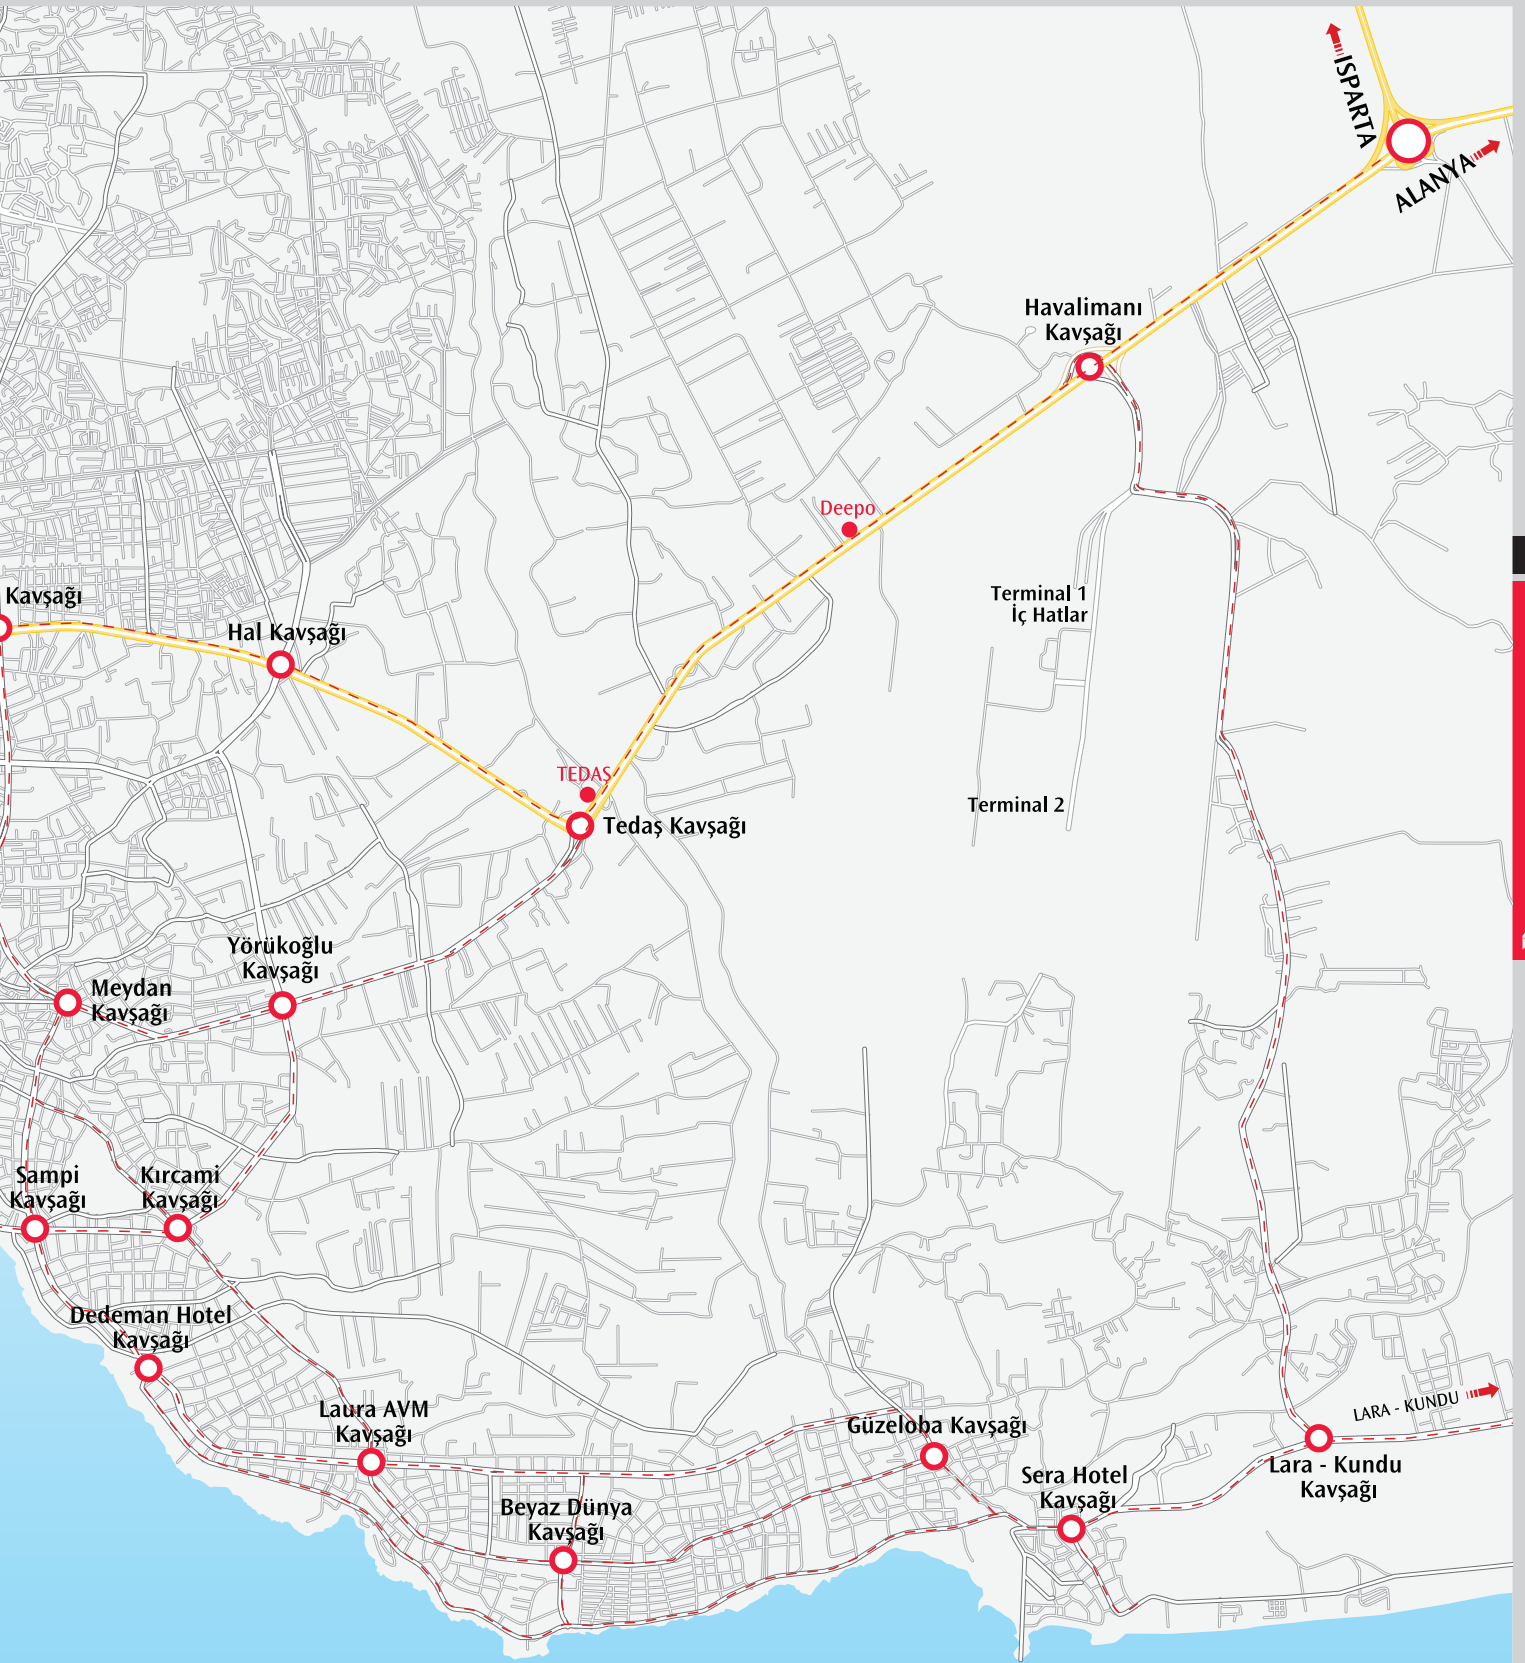 ISPARTA
ALANYA
Havalimanı
Kavşağı
Deepo
Kavşağı
Terminal 1
İç Hatlar
Hal Kavşağı
TEDAŞ
Terminal 2
Tedaş Kavşağı
Yörükoğlu
Kavşağı
Meydan
Kavşağı
Sampi
Kavşağı
Kırcami
Kavşağı
Dedeman Hotel
Kavşağı
Laura AVM
Kavşağı
LARA - KUNDU
Güzeloba Kavşağı
Sera Hotel
Kavşağı
Lara - Kundu
Kavşağı
Beyaz Dünya
Kavşağı